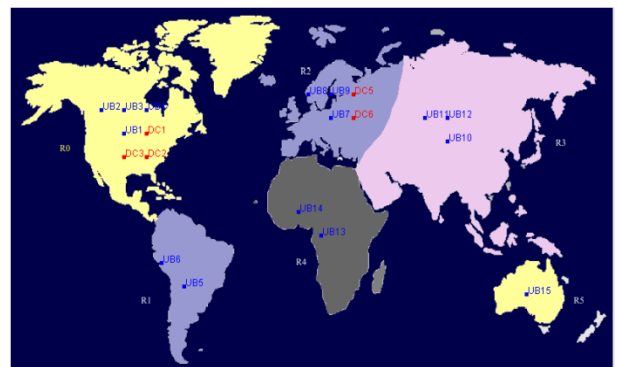 R2
UB8 UB9 DC5
UB2 UB3
UB7 DC6 UB11 UB12
UB1 DC1
R0
UB10 R3
DC3 DC2
UB14
UB13
R4
UB6
UB5
R1
UB15 R5